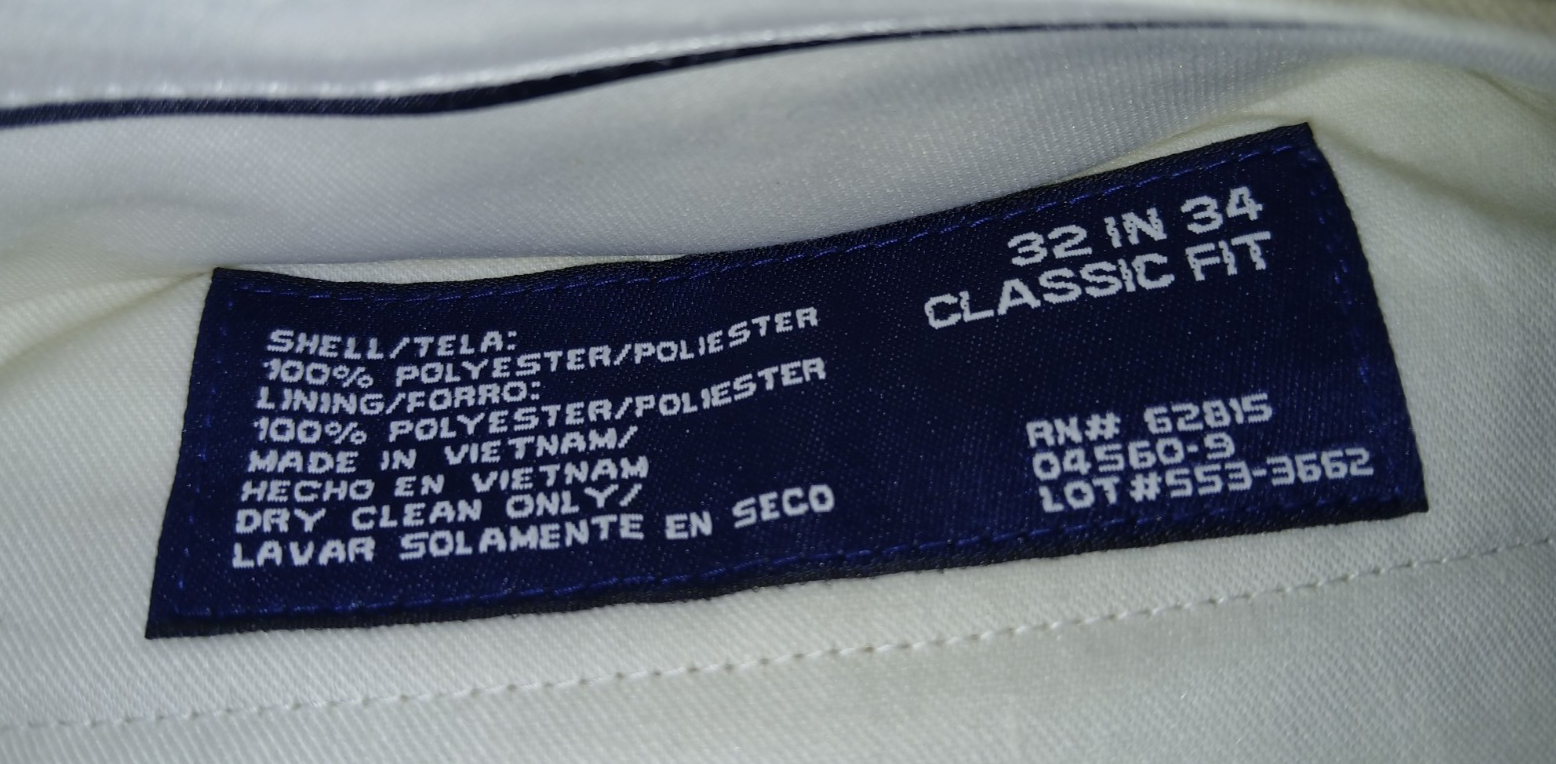 32 IN 34
CLASSIC FIT
SHELL/TELA:
100% POLYESTER/POLIESTER
LINING/FORRO:
100% POLYESTER/POLIESTER
MADE IN VIETNAM/
HECHO EN VIETNAM
DRY CLEAN ONLY/
LAVAR SOLAMENTE EN SECO
RN# 62815
04560-9
LOT#553-3662